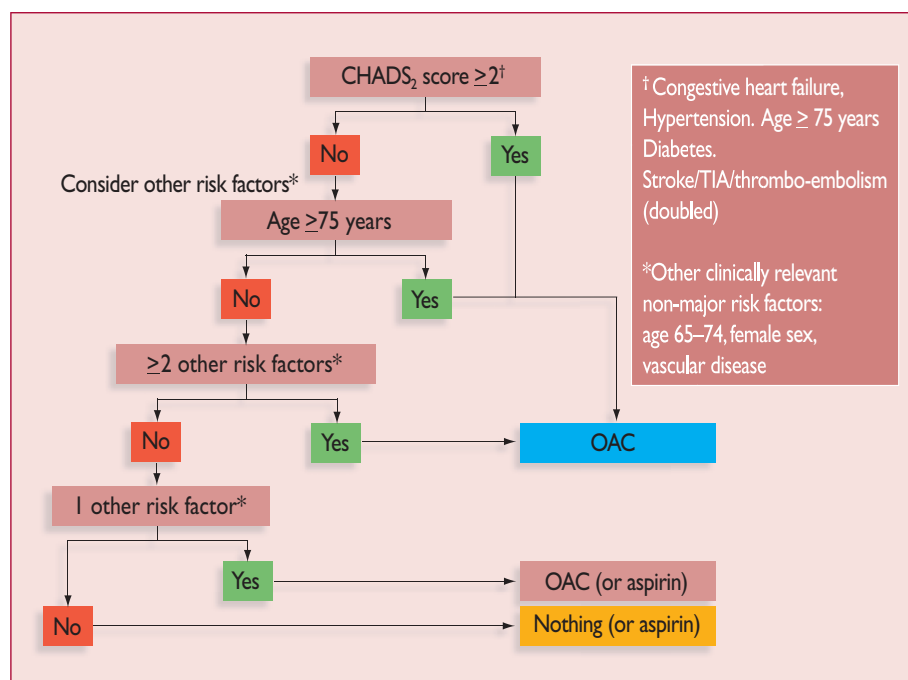 CHADS₂ score ≥2†
No
Yes
Consider other risk factors*
Age ≥75 years
No
Yes
≥2 other risk factors*
No
Yes
OAC
1 other risk factor*
Yes
OAC (or aspirin)
No
Nothing (or aspirin)
† Congestive heart failure,
Hypertension. Age ≥ 75 years
Diabetes.
Stroke/TIA/thrombo-embolism
(doubled)
*Other clinically relevant
non-major risk factors:
age 65–74, female sex,
vascular disease